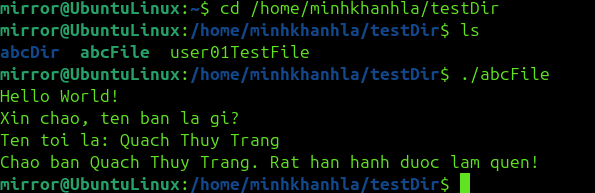 mirror@UbuntuLinux:~$ cd /home/minhkhanhla/testDir
mirror@UbuntuLinux:/home/minhkhanhla/testDir$ ls
abcDir  abcFile  user01TestFile
mirror@UbuntuLinux:/home/minhkhanhla/testDir$ ./abcFile
Hello World!
Xin chao, ten ban la gi?
Ten toi la: Quach Thuy Trang
Chao ban Quach Thuy Trang. Rat han hanh duoc lam quen!
mirror@UbuntuLinux:/home/minhkhanhla/testDir$